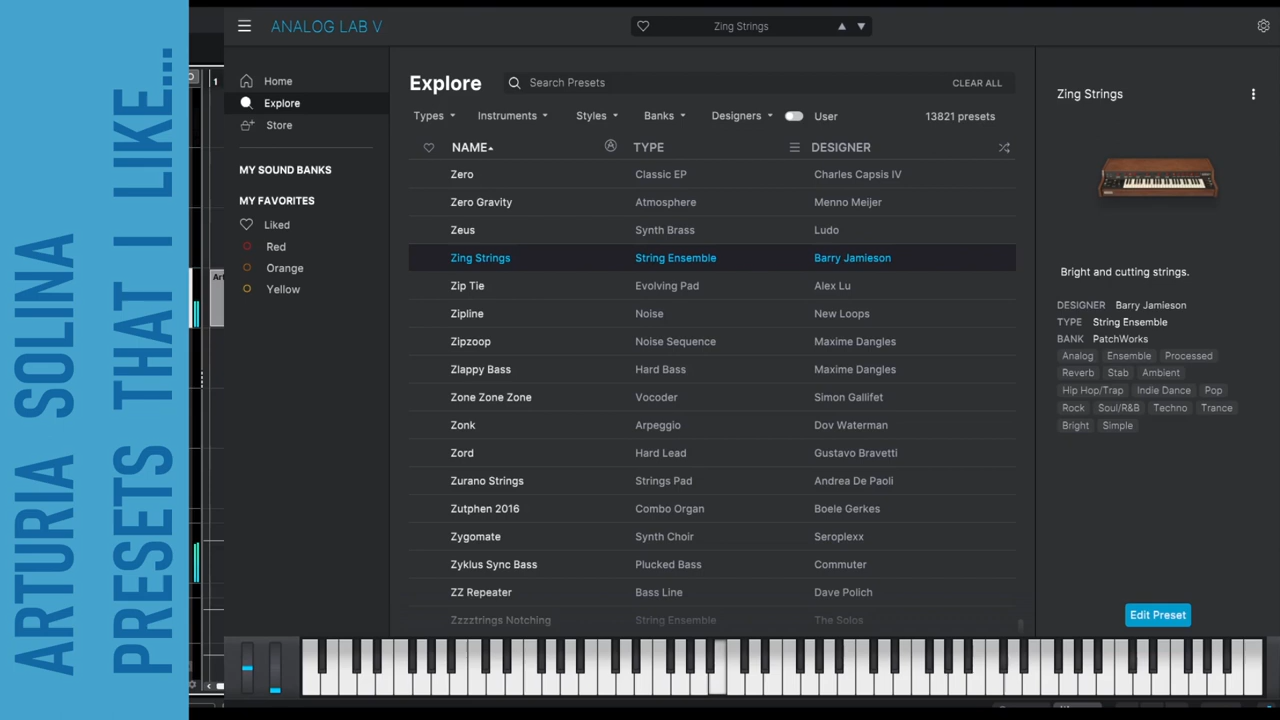 ARTURIA SOLINA
PRESETS THAT I LIKE...
ANALOG LAB V
Zing Strings
Home
Explore
Store
MY SOUND BANKS
MY FAVORITES
Liked
Red
Orange
Yellow
1
Explore
Search Presets
CLEAR ALL
Types
Instruments
Styles
Banks
Designers
User
13821 presets
NAME TYPE DESIGNER
Zero Classic EP Charles Capsis IV
Zero Gravity Atmosphere Menno Meijer
Zeus Synth Brass Ludo
Zing Strings String Ensemble Barry Jamieson
Zip Tie Evolving Pad Alex Lu
Zipline Noise New Loops
Zipzoop Noise Sequence Maxime Dangles
Zlappy Bass Hard Bass Maxime Dangles
Zone Zone Zone Vocoder Simon Gallifet
Zonk Arpeggio Dov Waterman
Zord Hard Lead Gustavo Bravetti
Zurano Strings Strings Pad Andrea De Paoli
Zutphen 2016 Combo Organ Boele Gerkes
Zygomate Synth Choir Seroplexx
Zyklus Sync Bass Plucked Bass Commuter
ZZ Repeater Bass Line Dave Polich
Zzzztrings Notching String Ensemble The Solos
Zing Strings
Bright and cutting strings.
DESIGNER Barry Jamieson
TYPE String Ensemble
BANK PatchWorks
Analog Ensemble Processed
Reverb Stab Ambient
Hip Hop/Trap Indie Dance Pop
Rock Soul/R&B Techno Trance
Bright Simple
Edit Preset